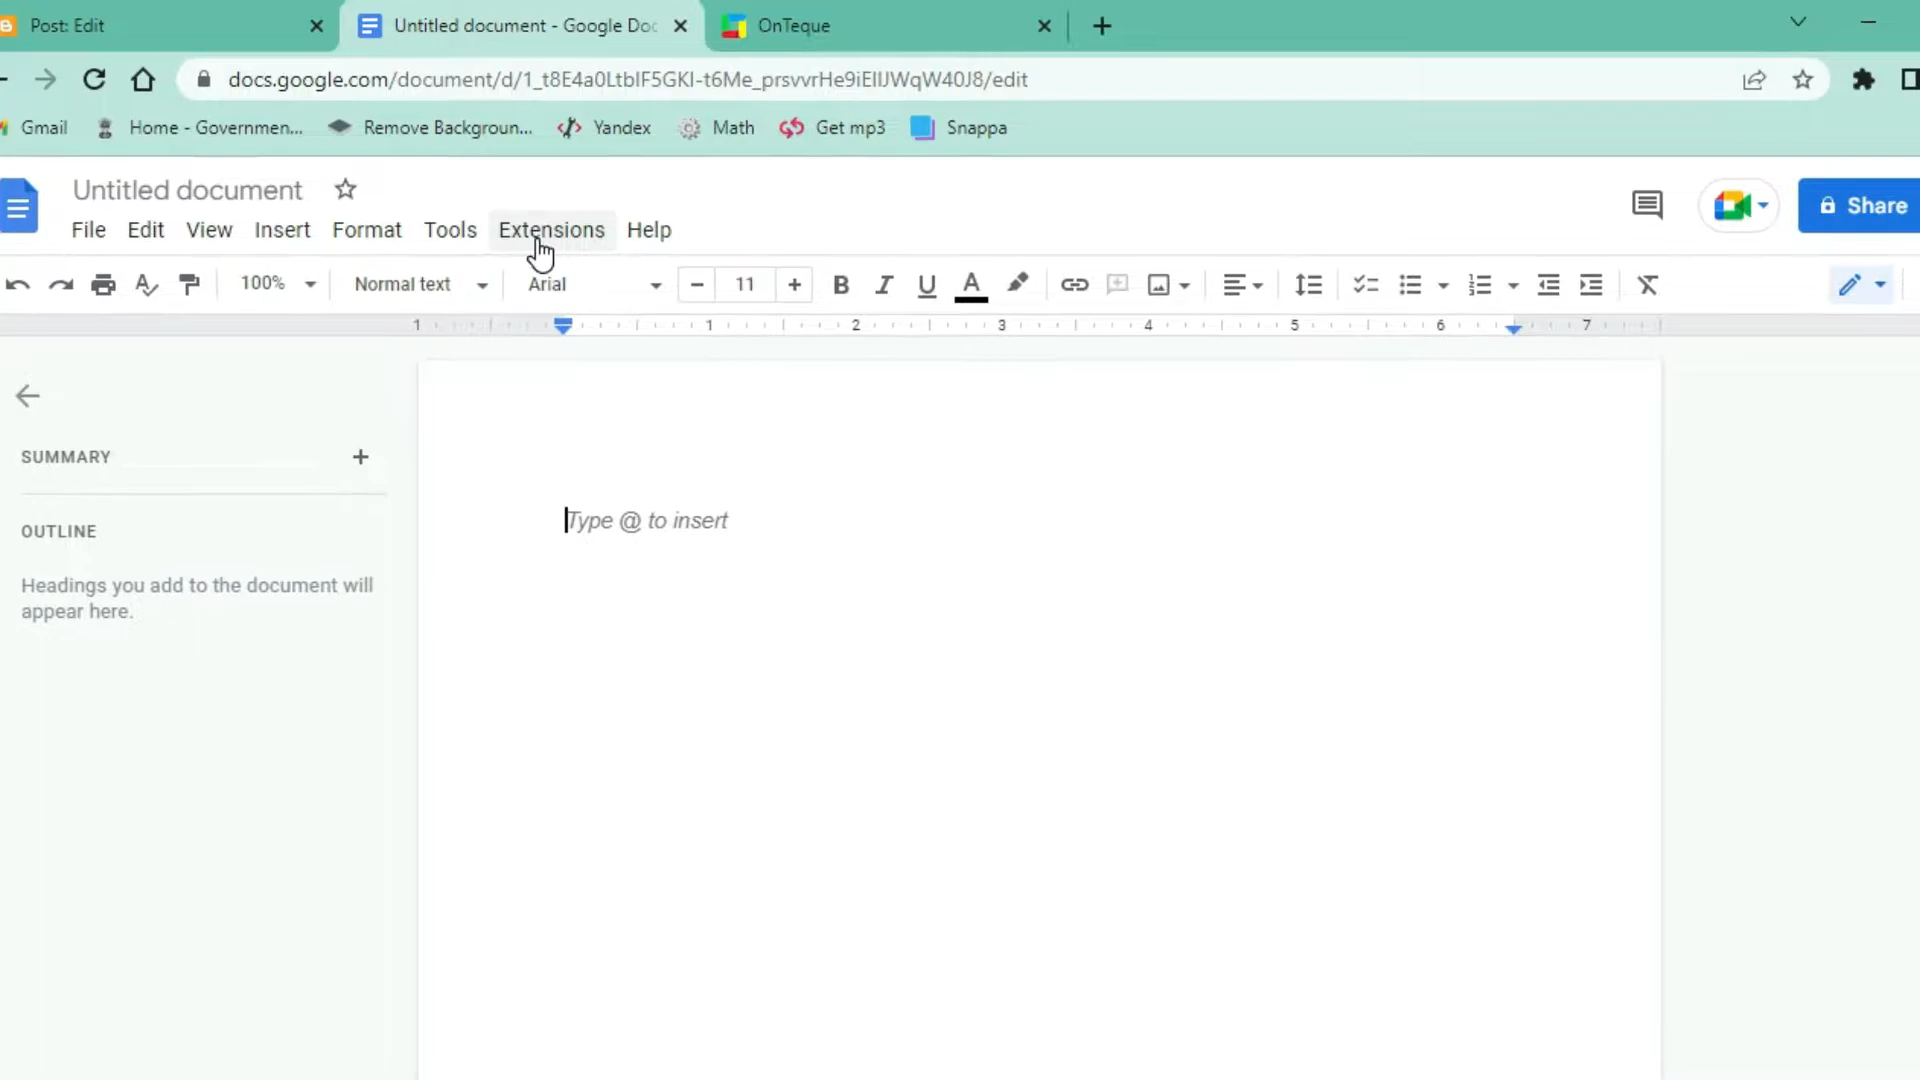 Post: Edit
Untitled document - Google Doc
OnTeque
docs.google.com/document/d/1_t8E4a0LtbIF5GKI-t6Me_prsvvrHe9iEIlJWqW40J8/edit
Gmail
Home - Governmen...
Remove Backgroun...
Yandex
Math
Get mp3
Snappa
Untitled document
File Edit View Insert Format Tools Extensions Help
Share
100% Normal text Arial 11
1 1 2 3 4 5 6 7
SUMMARY
OUTLINE
Headings you add to the document will
appear here.
Type @ to insert